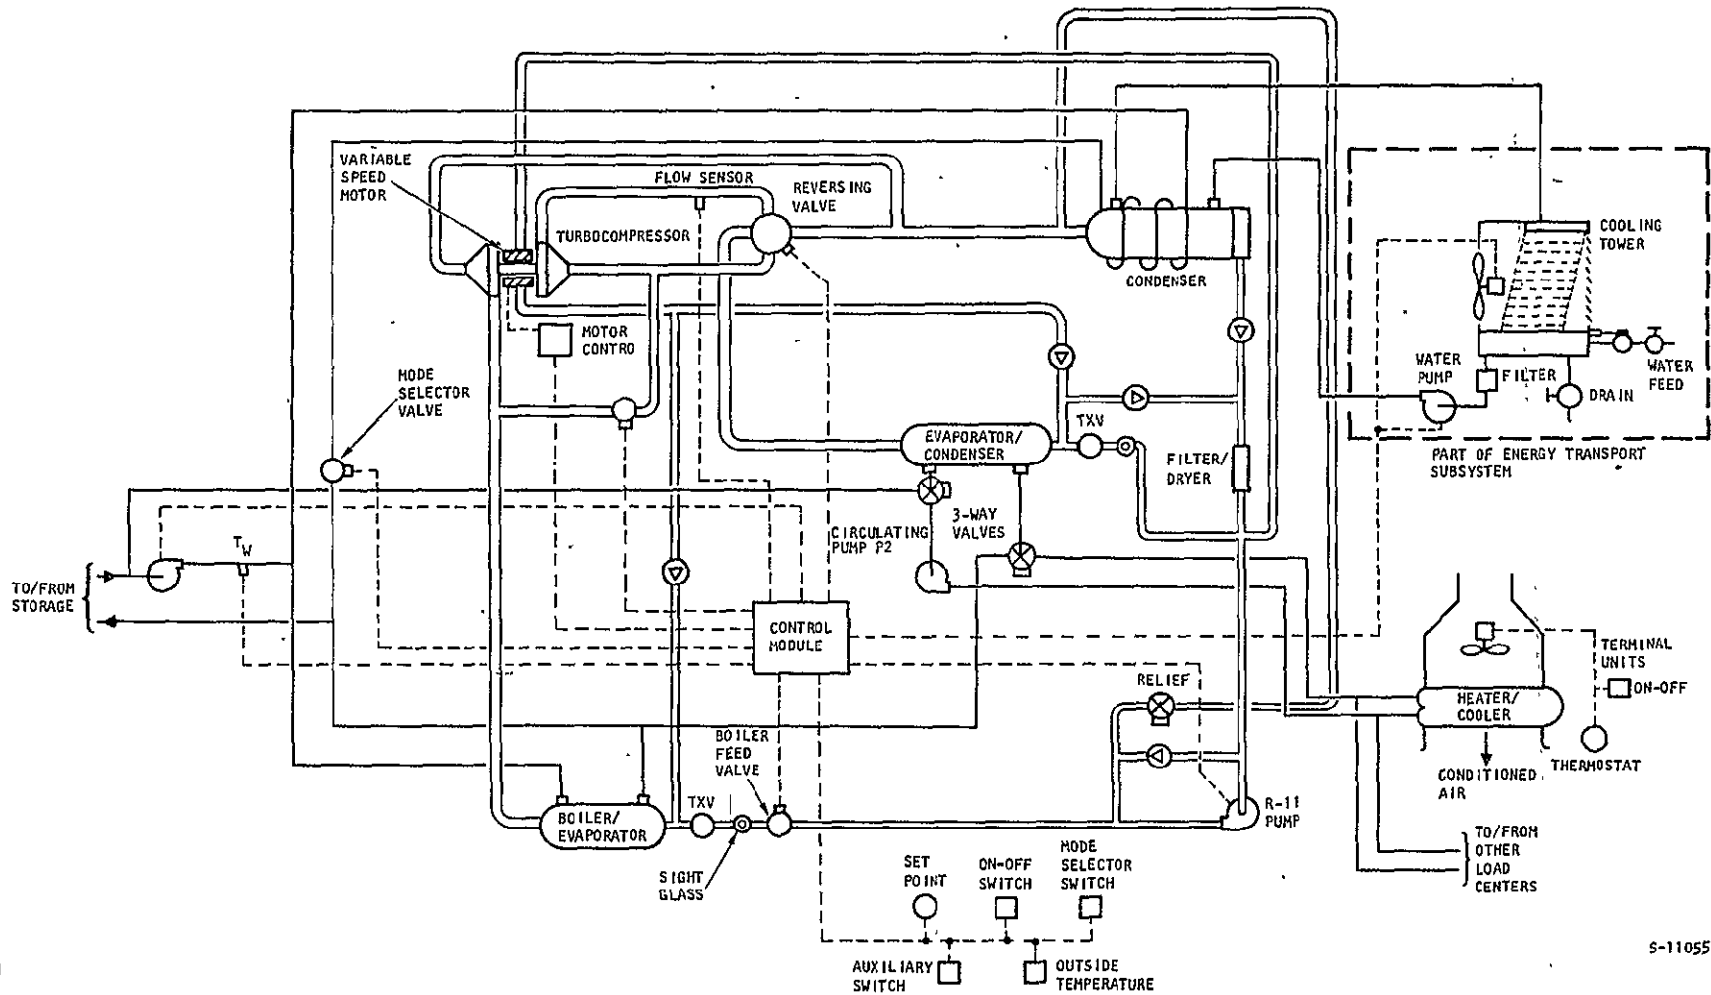 VARIABLE
SPEED
MOTOR
FLOW SENSOR
REVERSING
VALVE
TURBOCOMPRESSOR
CONDENSER
COOLING
TOWER
MOTOR
CONTRO
MODE
SELECTOR
VALVE
WATER
PUMP
FILTER
WATER
FEED
DRAIN
EVAPORATOR/
CONDENSER
TXV
FILTER/
DRYER
PART OF ENERGY TRANSPORT
SUBSYSTEM
3-WAY
VALVES
CIRCULATING
PUMP P2
TW
TO/FROM
STORAGE
CONTROL
MODULE
TERMINAL
UNITS
ON-OFF
RELIEF
HEATER/
COOLER
BOILER
FEED
VALVE
THERMOSTAT
CONDITIONED
AIR
TXV
BOILER/
EVAPORATOR
R-11
PUMP
SIGHT
GLASS
SET
POINT
ON-OFF
SWITCH
MODE
SELECTOR
SWITCH
TO/FROM
OTHER
LOAD
CENTERS
AUXILIARY
SWITCH
OUTSIDE
TEMPERATURE
S-11055